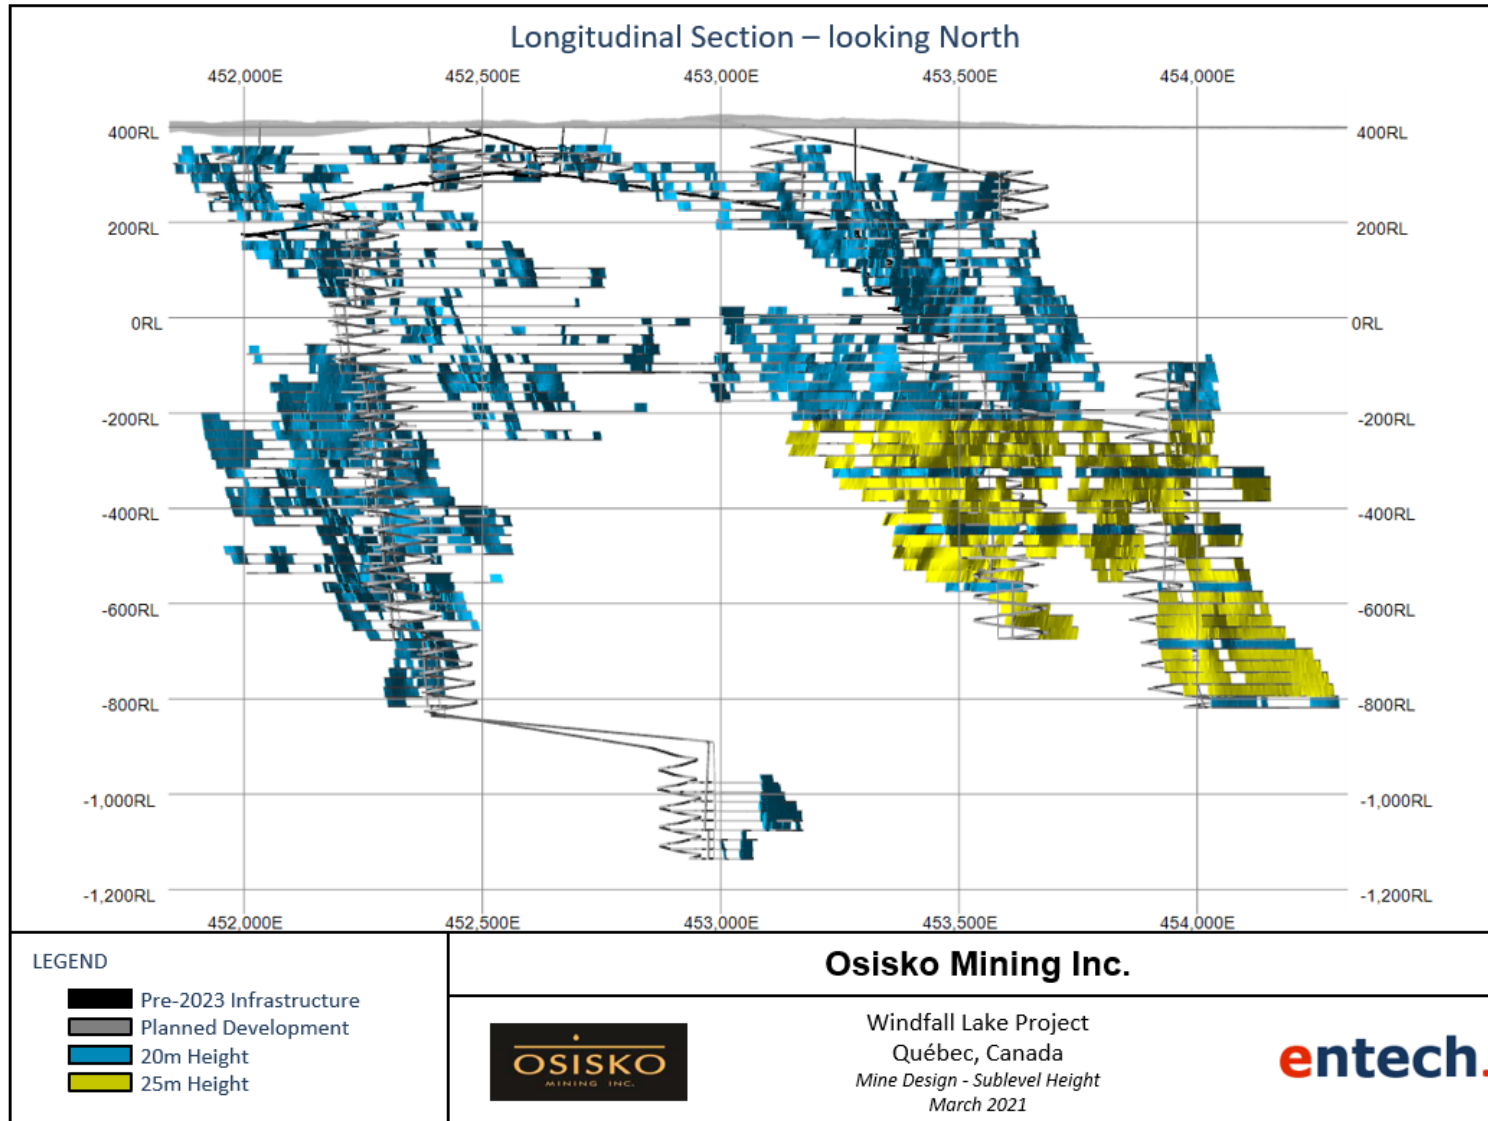 Longitudinal Section – looking North
452,000E 452,500E 453,000E 453,500E 454,000E
400RL 400RL
200RL 200RL
0RL 0RL
-200RL -200RL
-400RL -400RL
-600RL -600RL
-800RL -800RL
-1,000RL -1,000RL
-1,200RL -1,200RL
452,000E 452,500E 453,000E 453,500E 454,000E
LEGEND
Pre-2023 Infrastructure
Planned Development
20m Height
25m Height
Osisko Mining Inc.
OSISKO
MINING INC.
Windfall Lake Project
Québec, Canada
Mine Design - Sublevel Height
March 2021
entech.